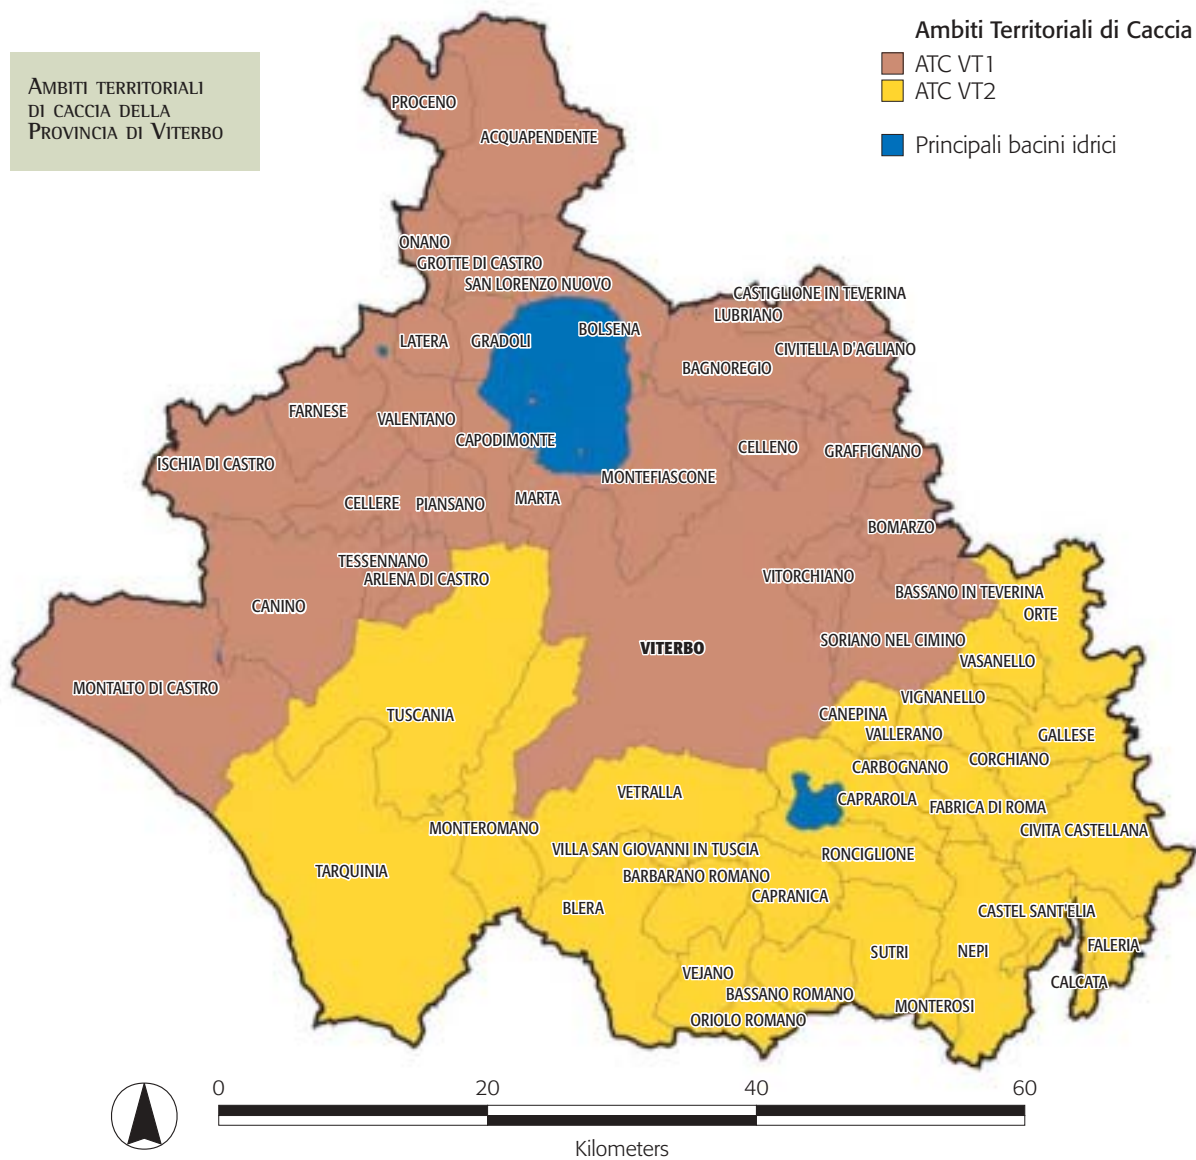 Ambiti Territoriali di Caccia
ATC VT1
ATC VT2
Principali bacini idrici
AMBITI TERRITORIALI
DI CACCIA DELLA
PROVINCIA DI VITERBO
PROCENO
ACQUAPENDENTE
ONANO
GROTTE DI CASTRO
SAN LORENZO NUOVO
CASTIGLIONE IN TEVERINA
LUBRIANO
BOLSENA
LATERA
GRADOLI
CIVITELLA D'AGLIANO
BAGNOREGIO
FARNESE
VALENTANO
CAPODIMONTE
CELLENO
GRAFFIGNANO
ISCHIA DI CASTRO
MONTEFIASCONE
CELLERE
PIANSANO
MARTA
BOMARZO
TESSENNANO
ARLENA DI CASTRO
VITORCHIANO
BASSANO IN TEVERINA
CANINO
ORTE
SORIANO NEL CIMINO
VITERBO
VASANELLO
MONTALTO DI CASTRO
VIGNANELLO
TUSCANIA
CANEPINA
VALLERANO
GALLESE
CORCHIANO
CARBOGNANO
VETRALLA
CAPRAROLA
FABRICA DI ROMA
MONTEROMANO
CIVITA CASTELLANA
VILLA SAN GIOVANNI IN TUSCIA
RONCIGLIONE
TARQUINIA
BARBARANO ROMANO
CAPRANICA
BLERA
CASTEL SANT'ELIA
SUTRI
NEPI
FALERIA
VEJANO
CALCATA
BASSANO ROMANO
MONTEROSI
ORIOLO ROMANO
0 20 40 60
Kilometers